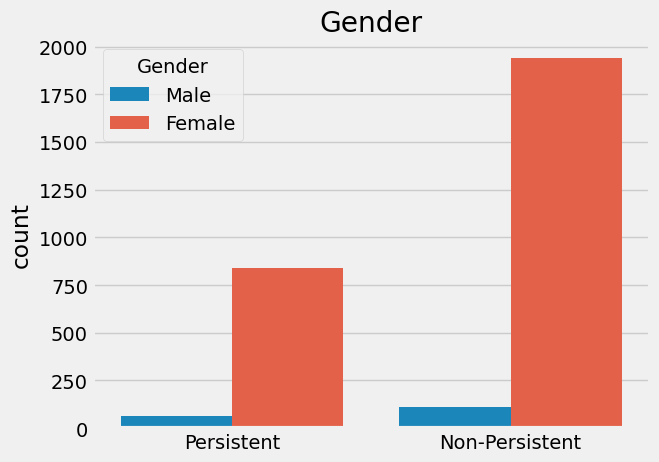 Gender
2000
1750
1500
1250
1000
750
500
250
0
count
Gender
Male
Female
Persistent
Non-Persistent